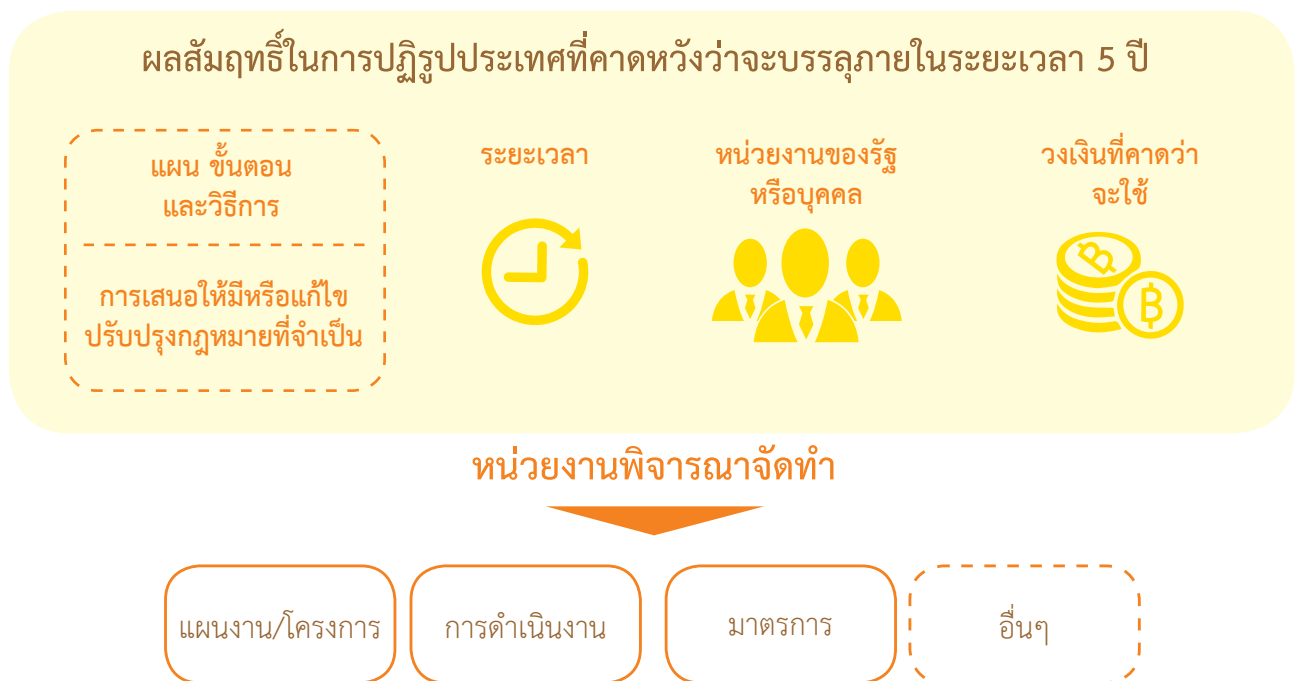 ผลสัมฤทธิ์ในการปฏิรูปประเทศที่คาดหวังว่าจะบรรลุภายในระยะเวลา 5 ปี
แผน ขั้นตอน
และวิธีการ
การเสนอให้มีหรือแก้ไข
ปรับปรุงกฎหมายที่จำเป็น
ระยะเวลา
หน่วยงานของรัฐ
หรือบุคคล
วงเงินที่คาดว่า
จะใช้
หน่วยงานพิจารณาจัดทำ
แผนงาน/โครงการ
การดำเนินงาน
มาตรการ
อื่นๆ